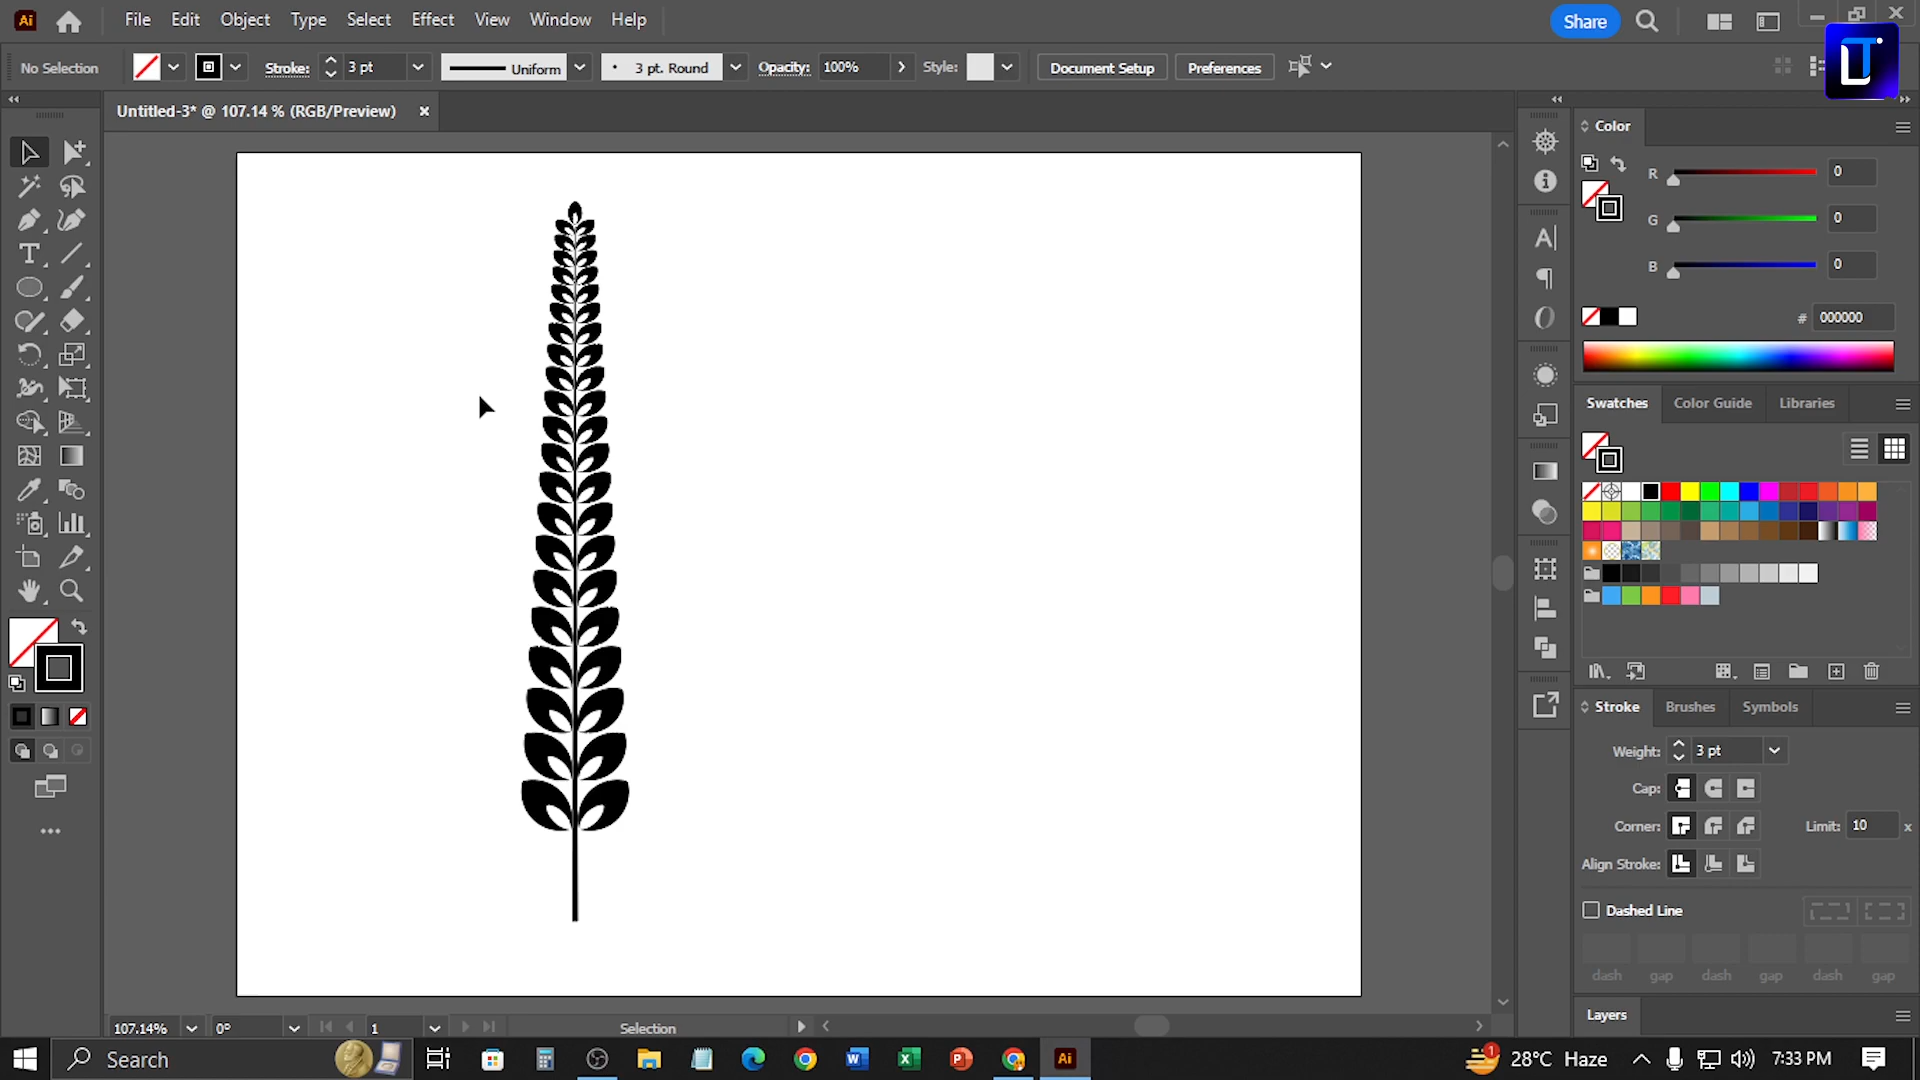 Ai File Edit Object Type Select Effect View Window Help Share
No Selection Stroke: 3 pt Uniform 3 pt. Round Opacity: 100% Style: Document Setup Preferences
Untitled-3* @ 107.14 % (RGB/Preview)
Color
R 0
G 0
B 0
# 000000
Swatches Color Guide Libraries
Stroke Brushes Symbols
Weight: 3 pt
Cap:
Corner: Limit: 10 x
Align Stroke:
Dashed Line
dash gap dash gap dash gap
Layers
107.14% 0° 1 Selection
Search Ai 1 28°C Haze 7:33 PM